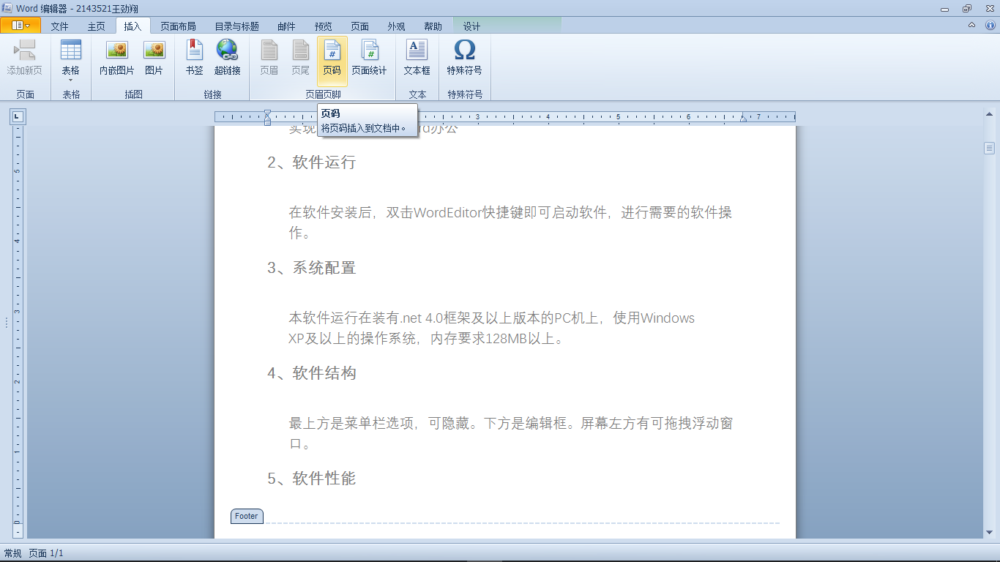 Word 编辑器 - 2143521王劲翔
文件 主页 插入 页面布局 目录与标题 邮件 预览 页面 外观 帮助 设计
添加新页 表格 内嵌图片 图片 书签 超链接 页眉 页尾 页码 页面统计 文本框 特殊符号
页面 表格 插图 链接 页眉页脚 文本 特殊符号
页码
将页码插入到文档中。
3 4 5 6 7
实现 rd办公
2、软件运行
在软件安装后，双击WordEditor快捷键即可启动软件，进行需要的软件操
作。
3、系统配置
本软件运行在装有.net 4.0框架及以上版本的PC机上，使用Windows
XP及以上的操作系统，内存要求128MB以上。
4、软件结构
最上方是菜单栏选项，可隐藏。下方是编辑框。屏幕左方有可拖拽浮动窗
口。
5、软件性能
Footer
5
4
3
2
1
0
常规 页面 1/1